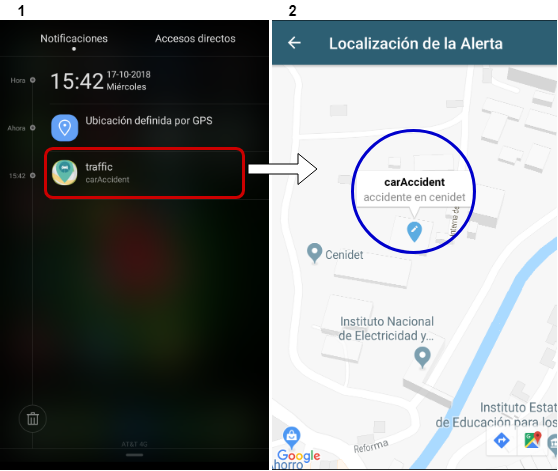 1
Notificaciones
Accesos directos
Hora
15:42
17-10-2018
Miércoles
Ahora
Ubicación definida por GPS
15:42
traffic
carAccident
AT&T 4G
2
Localización de la Alerta
carAccident
accidente en cenidet
Cenidet
Instituto Nacional
de Electricidad y...
Instituto Estat
de Educación para los
Reforma
Google
horro